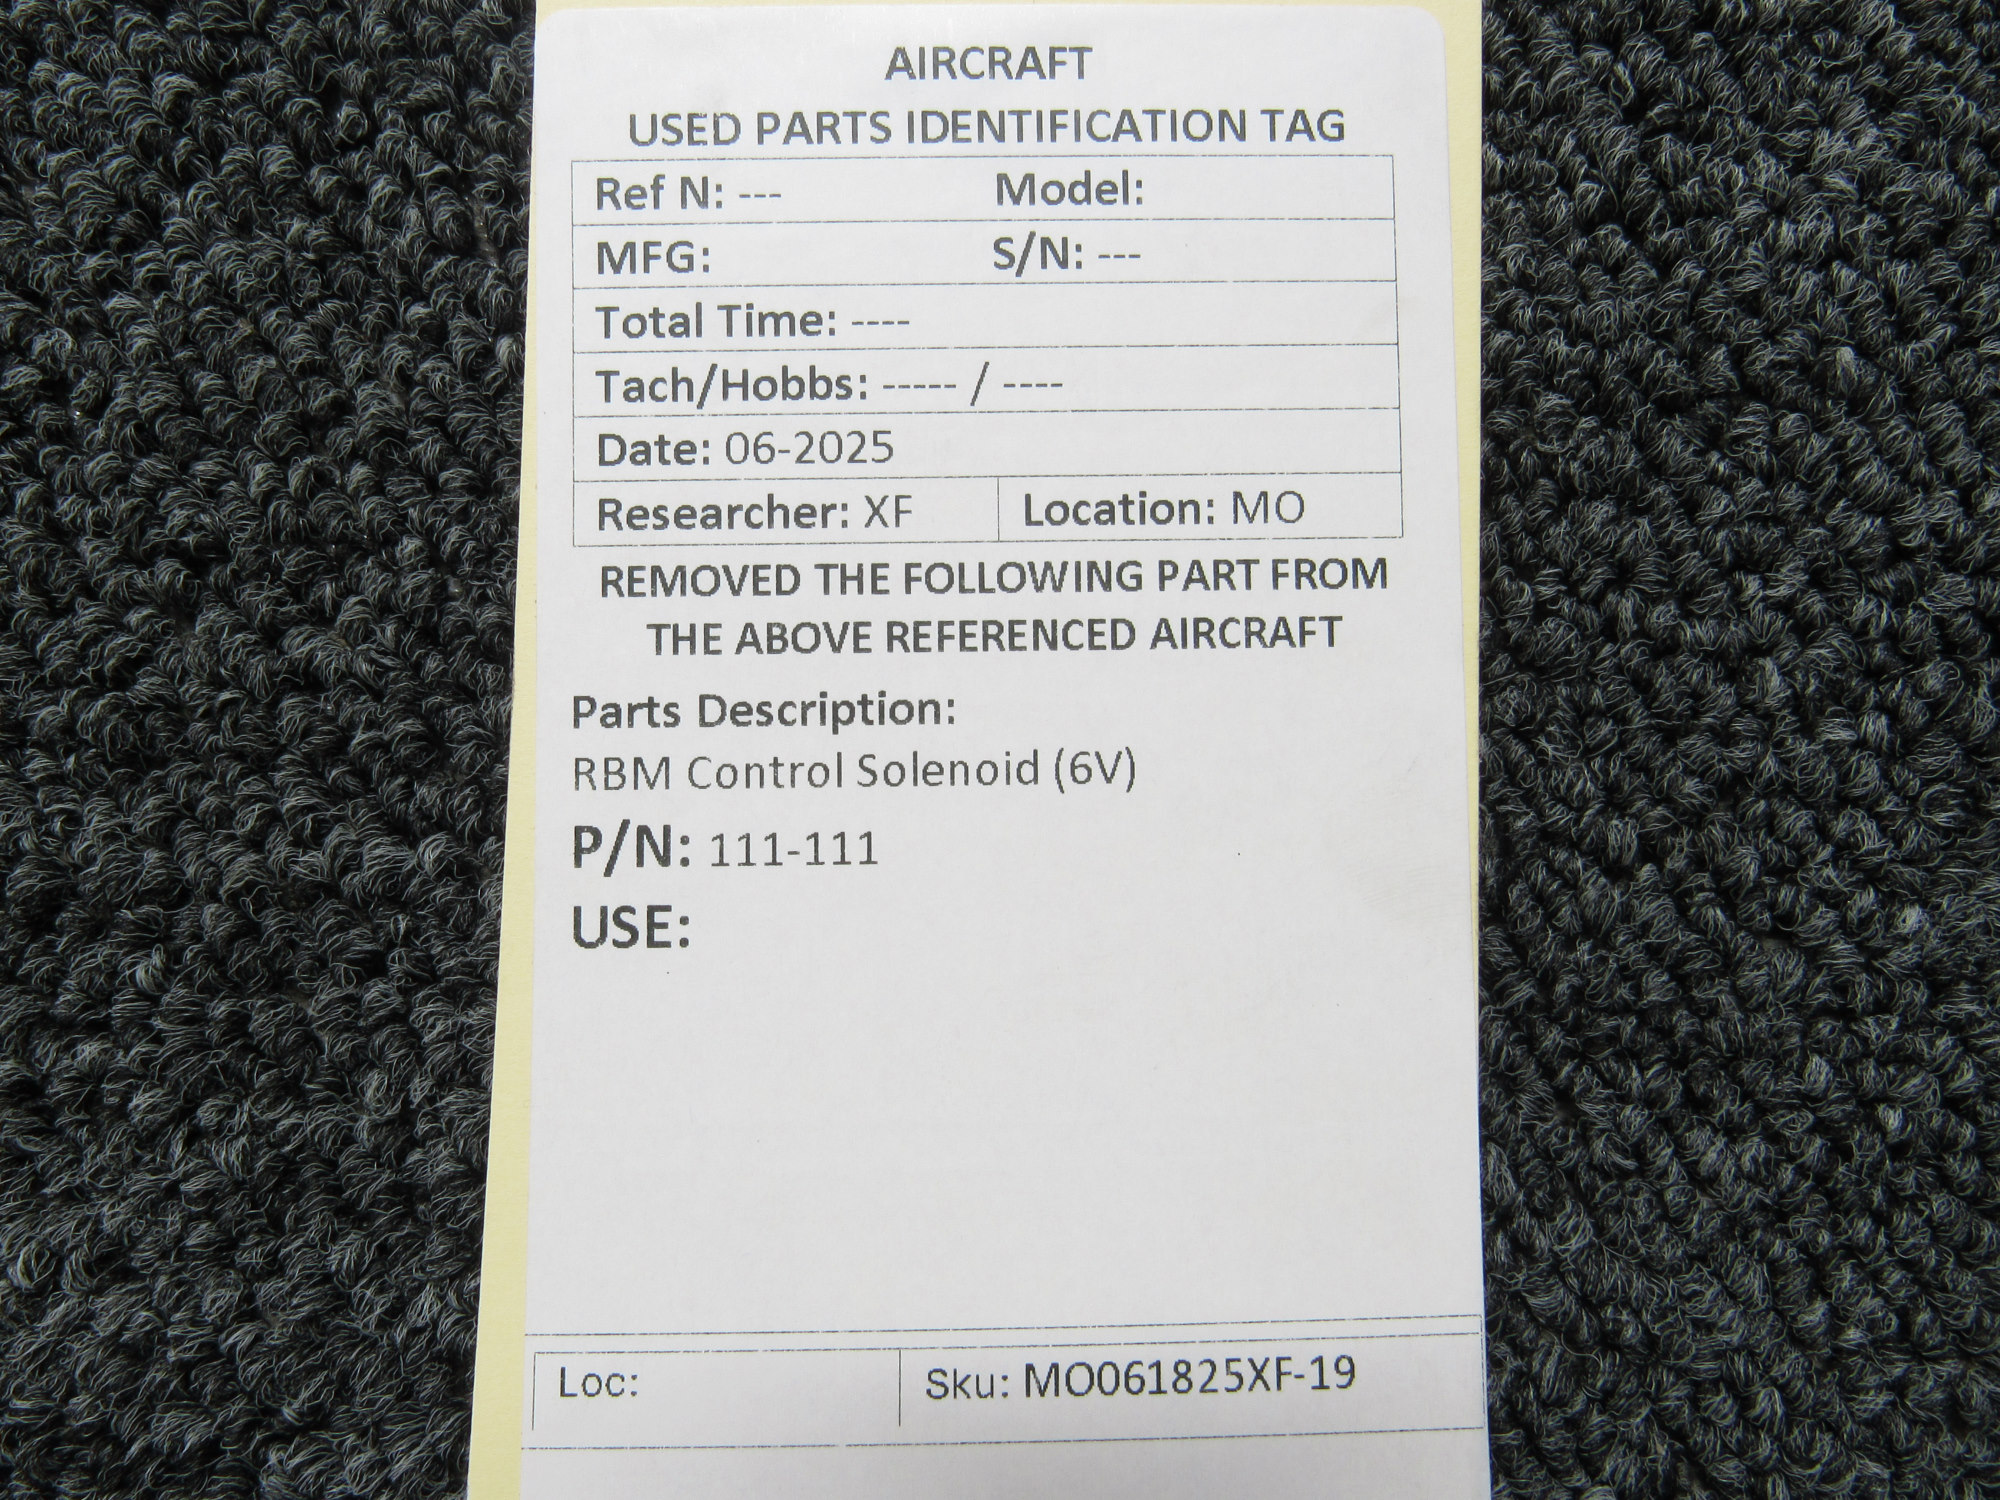 AIRCRAFT
USED PARTS IDENTIFICATION TAG
Ref N: --- Model:
MFG: S/N: ---
Total Time: ----
Tach/Hobbs: ----- / ----
Date: 06-2025
Researcher: XF Location: MO
REMOVED THE FOLLOWING PART FROM
THE ABOVE REFERENCED AIRCRAFT
Parts Description:
RBM Control Solenoid (6V)
P/N: 111-111
USE:
Loc: Sku: MO061825XF-19